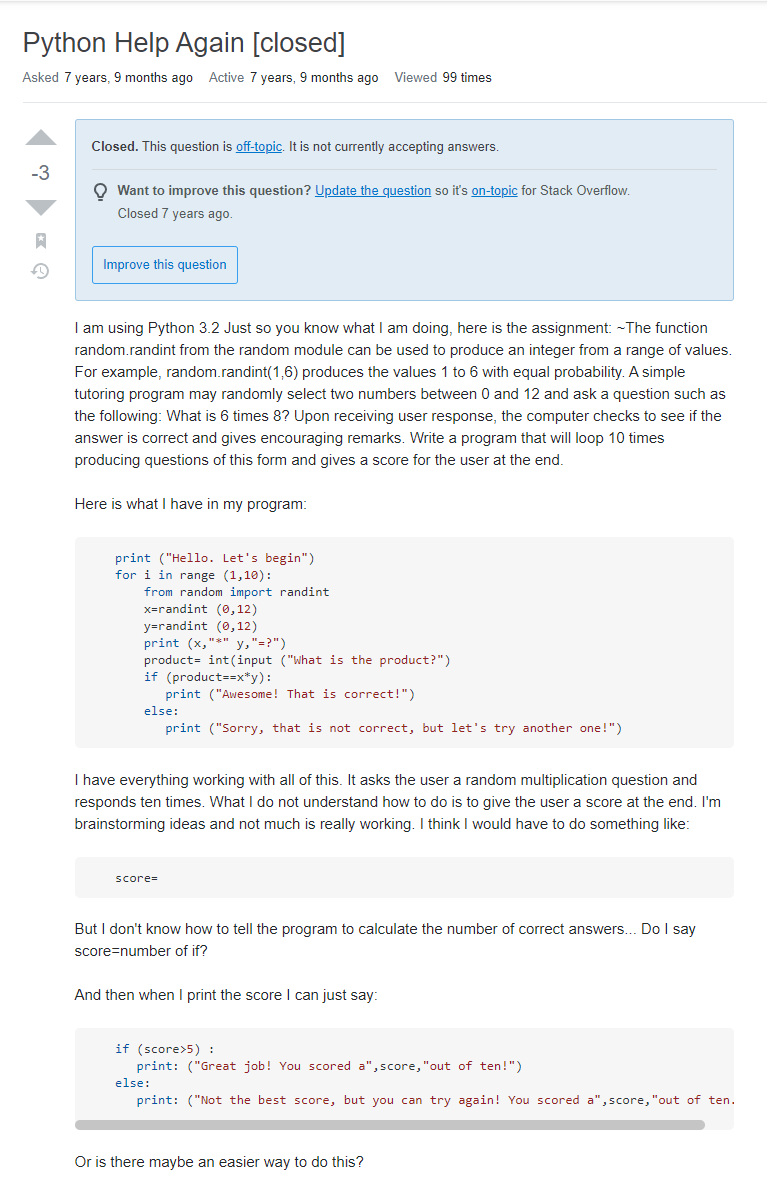 Python Help Again [closed]
Asked 7 years, 9 months ago Active 7 years, 9 months ago Viewed 99 times
-3
Closed. This question is off-topic. It is not currently accepting answers.
Want to improve this question? Update the question so it's on-topic for Stack Overflow.
Closed 7 years ago.
Improve this question
I am using Python 3.2 Just so you know what I am doing, here is the assignment: ~The function
random.randint from the random module can be used to produce an integer from a range of values.
For example, random.randint(1,6) produces the values 1 to 6 with equal probability. A simple
tutoring program may randomly select two numbers between 0 and 12 and ask a question such as
the following: What is 6 times 8? Upon receiving user response, the computer checks to see if the
answer is correct and gives encouraging remarks. Write a program that will loop 10 times
producing questions of this form and gives a score for the user at the end.
Here is what I have in my program:
print ("Hello. Let's begin")
for i in range (1,10):
    from random import randint
    x=randint (0,12)
    y=randint (0,12)
    print (x,"*" y,"=?")
    product= int(input ("What is the product?")
    if (product==x*y):
       print ("Awesome! That is correct!")
    else:
       print ("Sorry, that is not correct, but let's try another one!")
I have everything working with all of this. It asks the user a random multiplication question and
responds ten times. What I do not understand how to do is to give the user a score at the end. I'm
brainstorming ideas and not much is really working. I think I would have to do something like:
score=
But I don't know how to tell the program to calculate the number of correct answers... Do I say
score=number of if?
And then when I print the score I can just say:
if (score>5) :
   print: ("Great job! You scored a",score,"out of ten!")
else:
   print: ("Not the best score, but you can try again! You scored a",score,"out of ten.
Or is there maybe an easier way to do this?